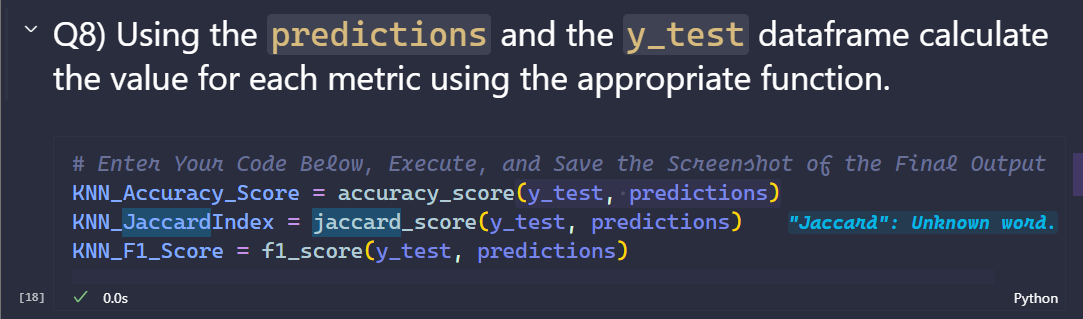 Q8) Using the predictions and the y_test dataframe calculate
the value for each metric using the appropriate function.
# Enter Your Code Below, Execute, and Save the Screenshot of the Final Output
KNN_Accuracy_Score = accuracy_score(y_test, predictions)
KNN_JaccardIndex = jaccard_score(y_test, predictions) "Jaccard": Unknown word.
KNN_F1_Score = f1_score(y_test, predictions)
[18] ✓ 0.0s Python